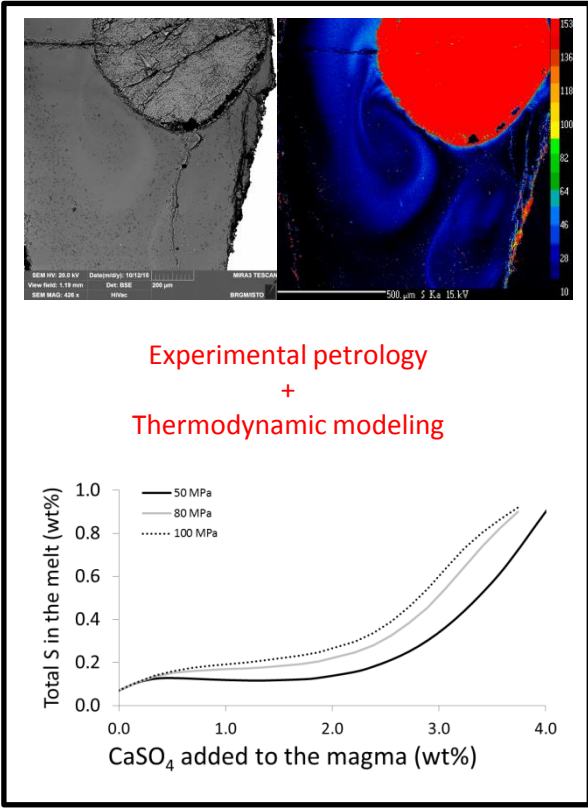 SEM HV: 20.0 kV Date(m/d/y): 10/12/15 MIRA3 TESCAN
View field: 1.19 mm Det: BSE 200 µm
SEM MAG: 426 x HiVac BRGM/ISTO
153
136
118
100
82
64
46
28
10
500. µm S Ka 15.kV
Experimental petrology
+
Thermodynamic modeling
1.0
0.8
0.6
0.4
0.2
0.0
Total S in the melt (wt%)
50 MPa
80 MPa
100 MPa
0.0 1.0 2.0 3.0 4.0
CaSO₄ added to the magma (wt%)